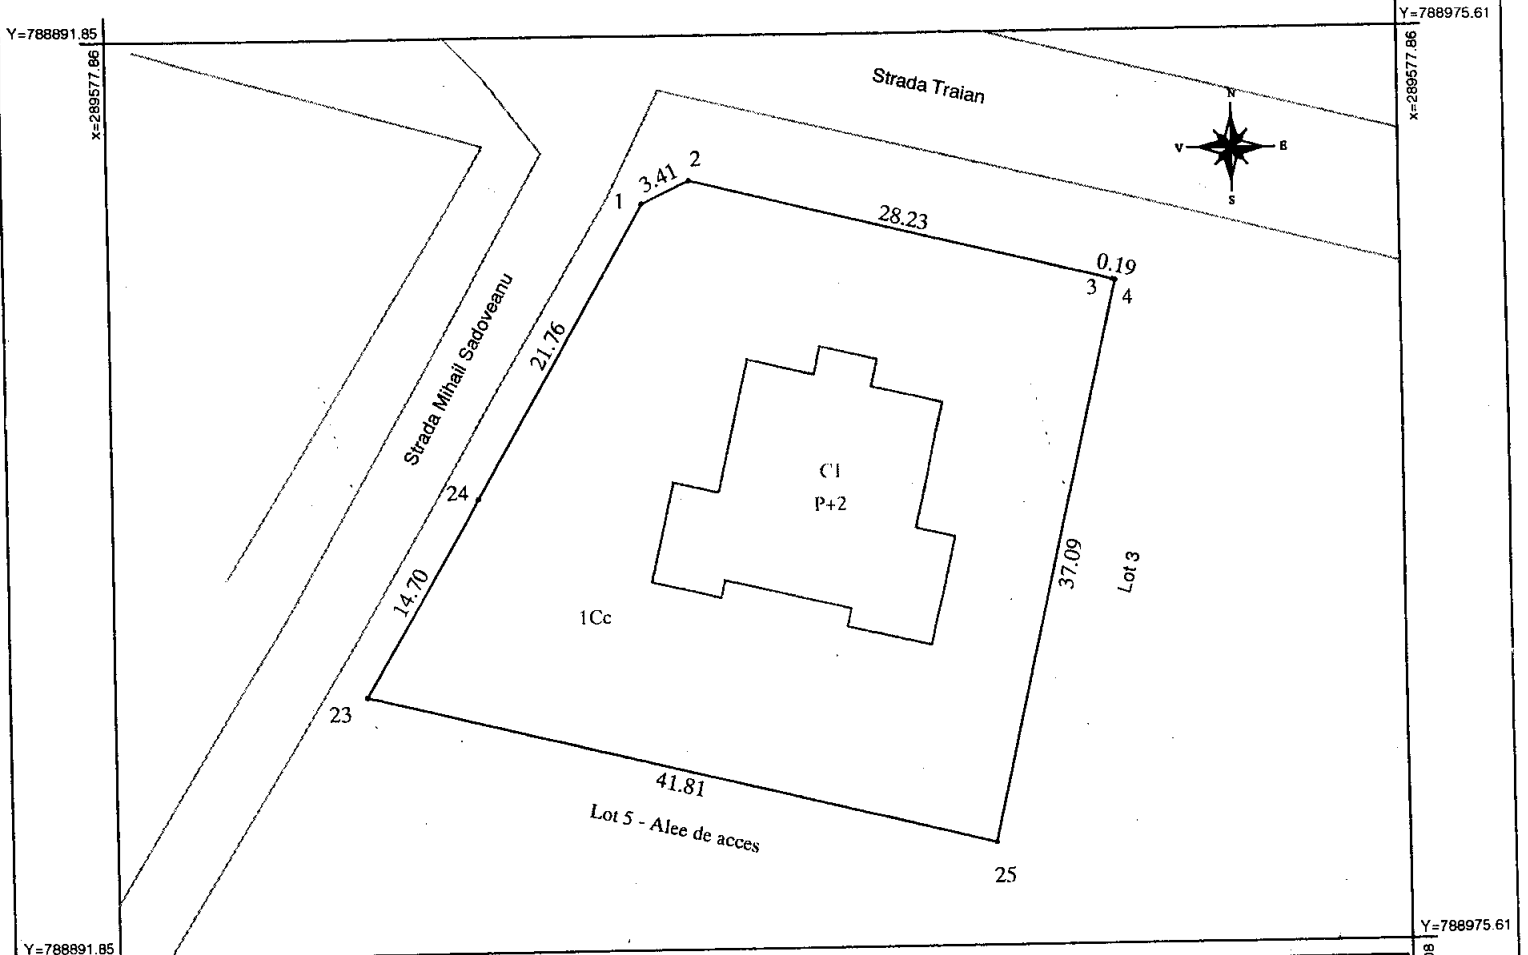 Y=788891.85
Y=788975.61
x=289577.86
x=289577.86
Strada Traian
N
V
E
S
2
3.41
1
28.23
0.19
3
4
Strada Mihail Sadoveanu
21.76
C1
P+2
24
37.09
Lot 3
14.70
1Cc
23
41.81
Lot 5 - Alee de acces
25
Y=788891.85
Y=788975.61